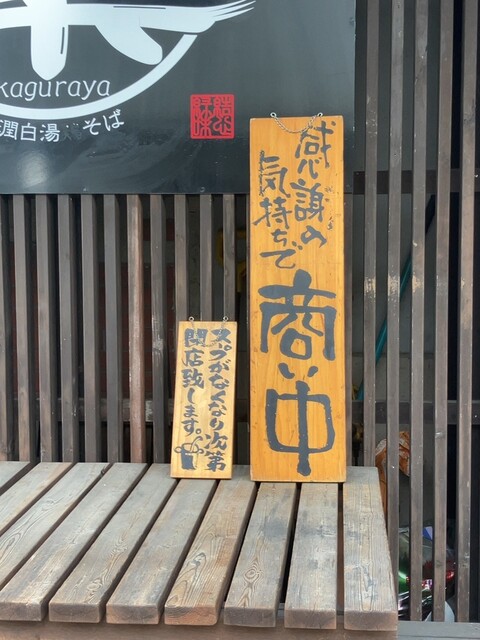 kaguraya
潤白湯
そば
感謝の
気持ちで
商い中
スープがなくなり次第
閉店致します。